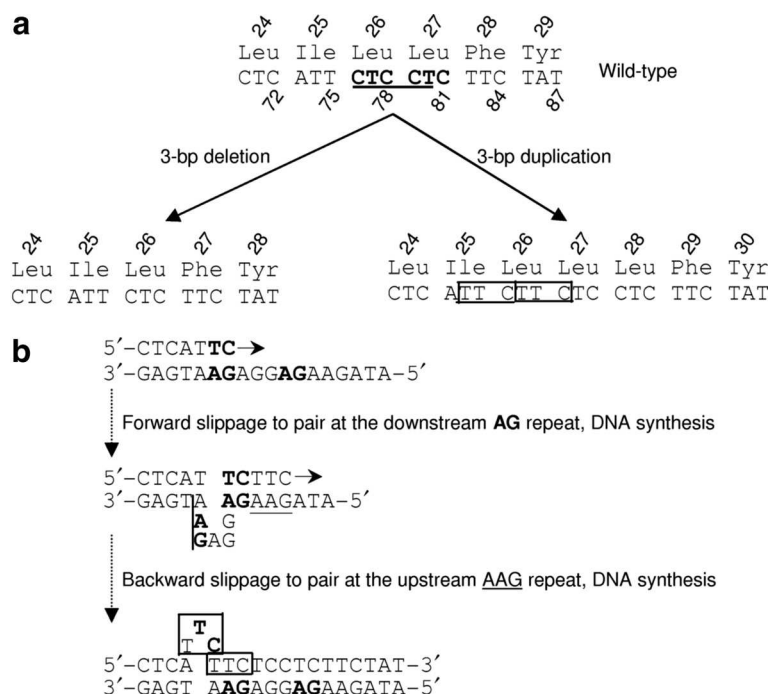 a
24 25 26 27 28 29
Leu Ile Leu Leu Phe Tyr
CTC ATT CTC CTC TTC TAT
Wild-type
72 75 78 81 84 87
3-bp deletion
3-bp duplication
24 25 26 27 28
Leu Ile Leu Phe Tyr
CTC ATT CTC TTC TAT
24 25 26 27 28 29 30
Leu Ile Leu Leu Leu Phe Tyr
CTC ATT CTT CTC CTC TTC TAT
b
5′–CTCATTC
3′–GAGTAAGAGGAGAAGATA–5′
Forward slippage to pair at the downstream AG repeat, DNA synthesis
5′–CTCAT TCTTC
3′–GAGTA AGAAGATA–5′
A G
GAG
Backward slippage to pair at the upstream AAG repeat, DNA synthesis
T
T C
5′–CTCA TTCTCCTCTTCTAT–3′
3′–GAGT AAGAGGAGAAGATA–5′